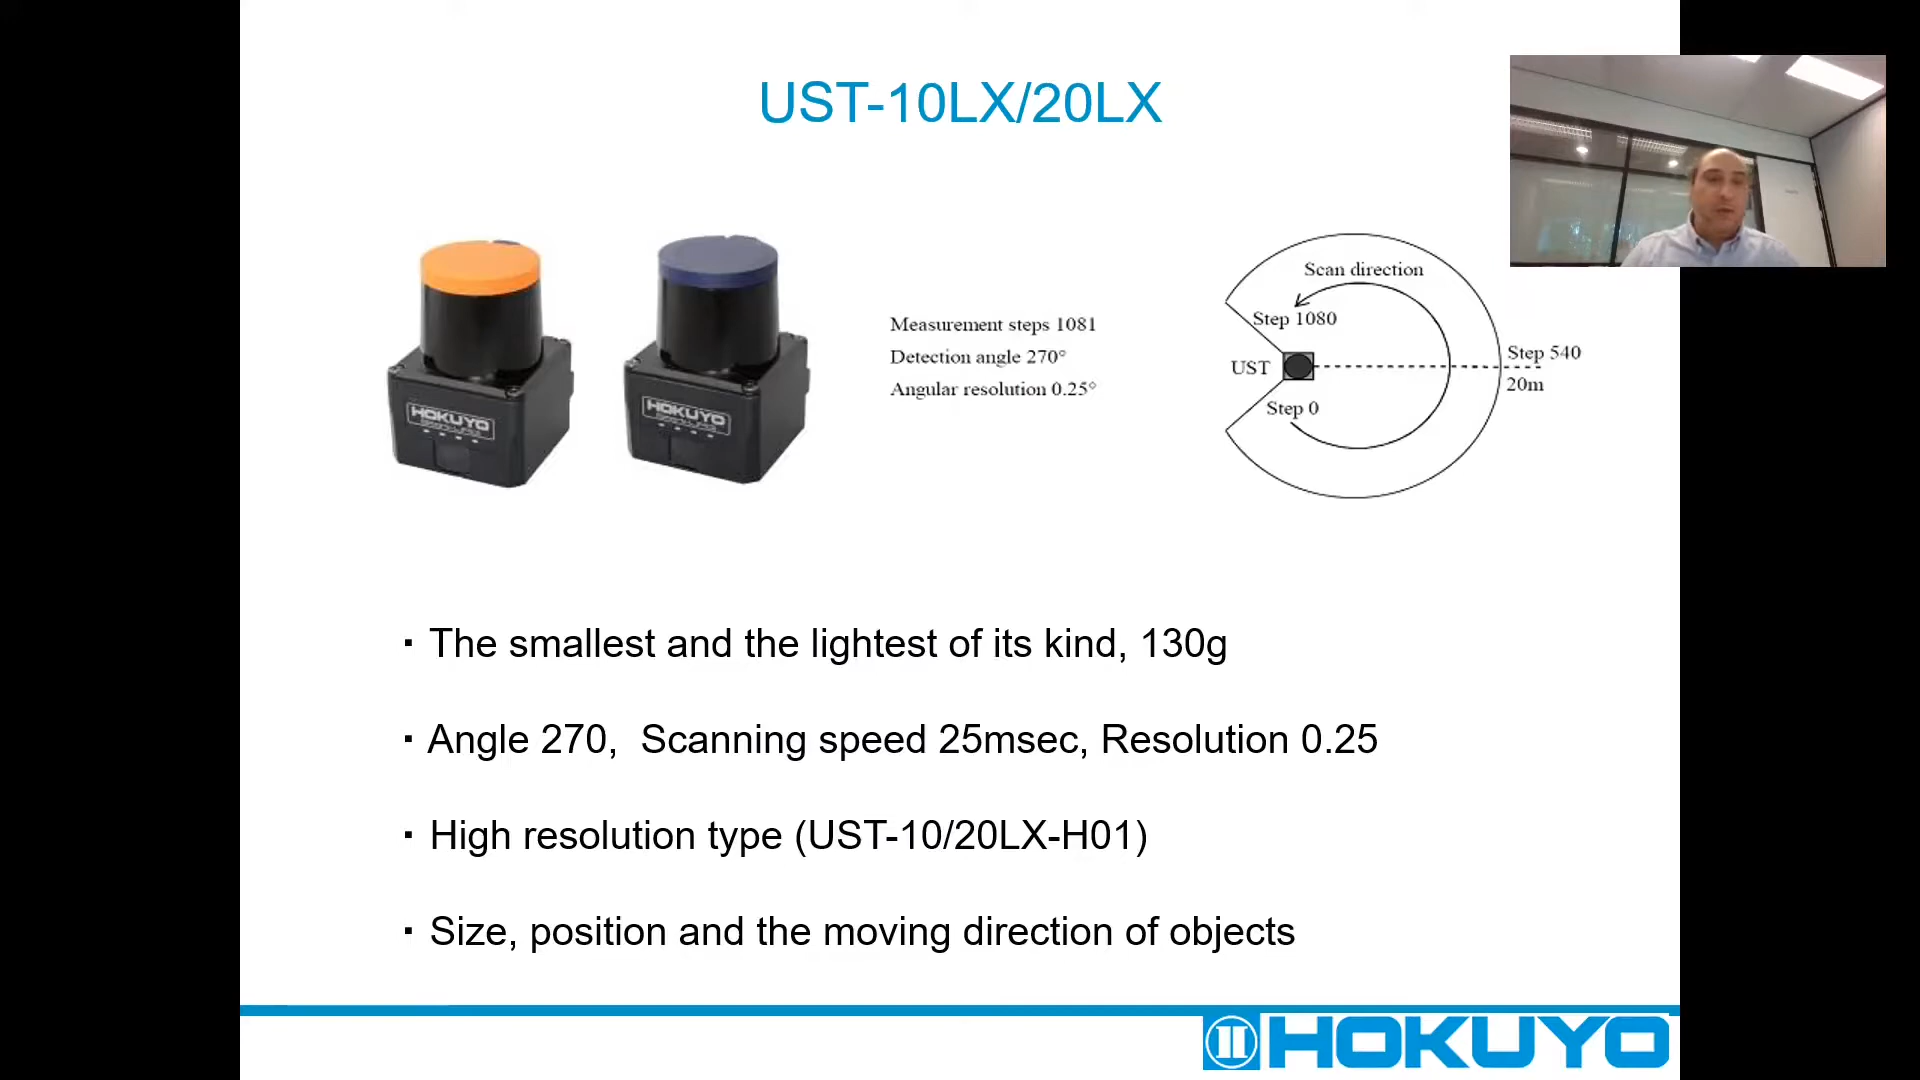 UST-10LX/20LX
HOKUYO
HOKUYO
Measurement steps 1081
Detection angle 270°
Angular resolution 0.25°
Scan direction
Step 1080
UST
Step 540
20m
Step 0
· The smallest and the lightest of its kind, 130g
· Angle 270, Scanning speed 25msec, Resolution 0.25
· High resolution type (UST-10/20LX-H01)
· Size, position and the moving direction of objects
HOKUYO